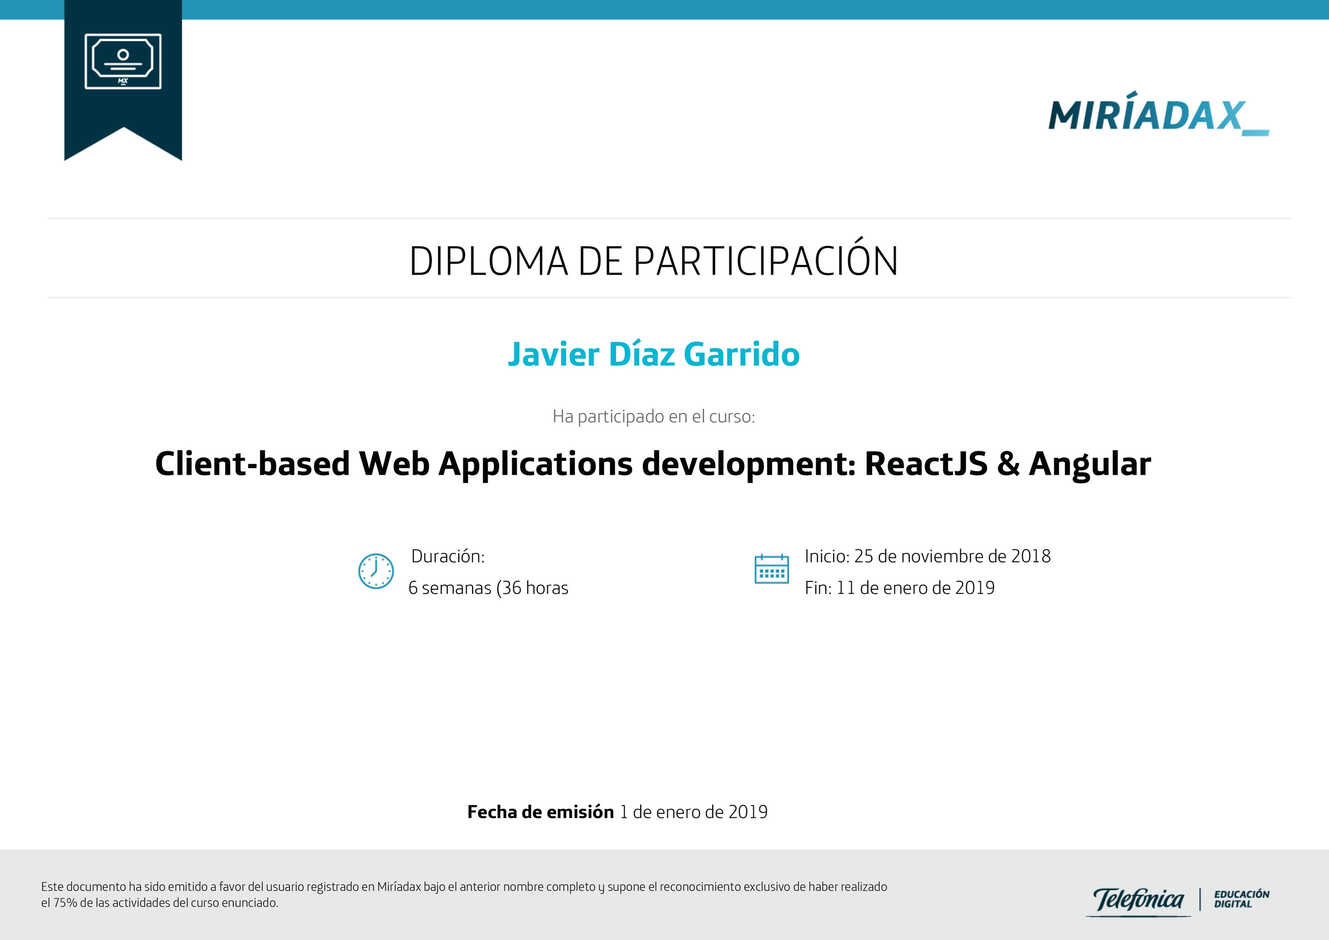 MX
MIRÍADAX_
DIPLOMA DE PARTICIPACIÓN
Javier Díaz Garrido
Ha participado en el curso:
Client-based Web Applications development: ReactJS & Angular
Duración:
6 semanas (36 horas
Inicio: 25 de noviembre de 2018
Fin: 11 de enero de 2019
Fecha de emisión 1 de enero de 2019
Este documento ha sido emitido a favor del usuario registrado en Miríadax bajo el anterior nombre completo y supone el reconocimiento exclusivo de haber realizado
el 75% de las actividades del curso enunciado.
Telefónica
EDUCACIÓN
DIGITAL